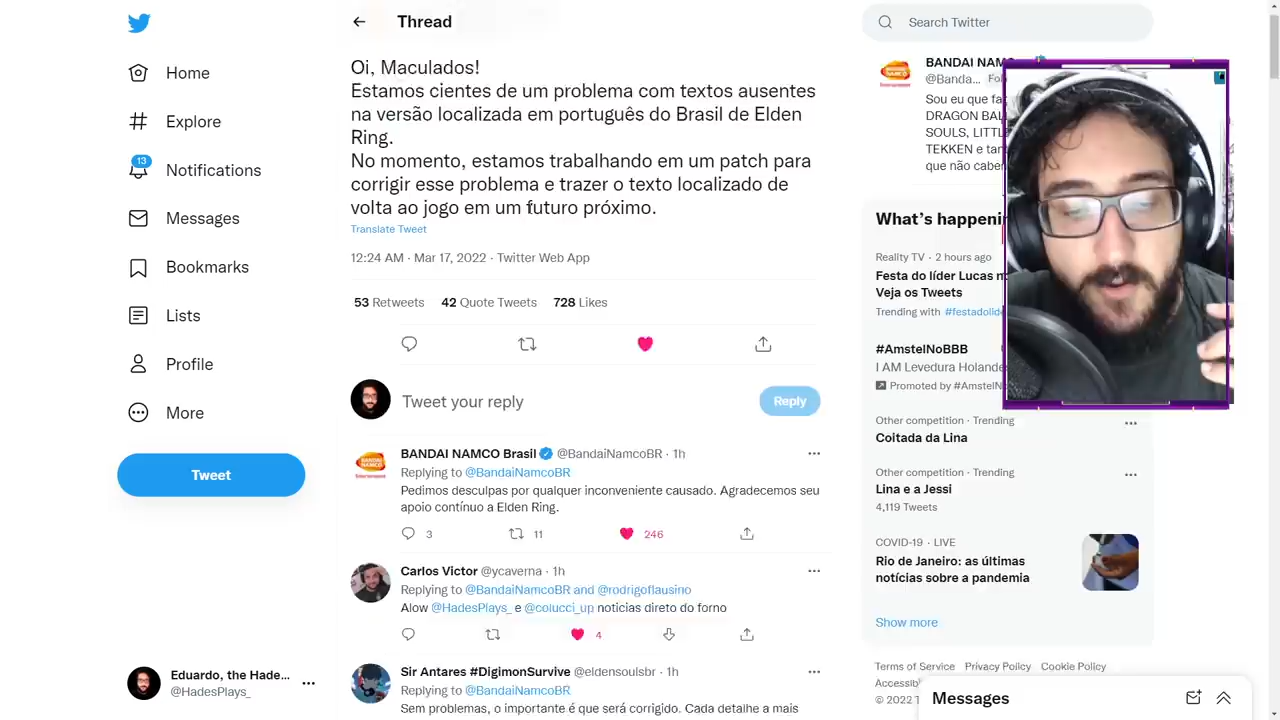 Thread
Search Twitter
Home
Explore
13
Notifications
Messages
Bookmarks
Lists
Profile
More
Tweet
Eduardo, the Hade...
@HadesPlays_
Oi, Maculados!
Estamos cientes de um problema com textos ausentes
na versão localizada em português do Brasil de Elden
Ring.
No momento, estamos trabalhando em um patch para
corrigir esse problema e trazer o texto localizado de
volta ao jogo em um futuro próximo.
Translate Tweet
12:24 AM · Mar 17, 2022 · Twitter Web App
53 Retweets 42 Quote Tweets 728 Likes
Tweet your reply
Reply
BANDAI NAMCO Brasil @BandaiNamcoBR · 1h
Replying to @BandaiNamcoBR
Pedimos desculpas por qualquer inconveniente causado. Agradecemos seu
apoio contínuo a Elden Ring.
3 11 246
Carlos Victor @ycaverna · 1h
Replying to @BandaiNamcoBR and @rodrigoflausino
Alow @HadesPlays_ e @colucci_up noticias direto do forno
4
Sir Antares #DigimonSurvive @eldensoulsbr · 1h
Replying to @BandaiNamcoBR
Sem problemas, o importante é que será corrigido. Cada detalhe a mais
BANDAI NAMC
@Banda... Fo
Sou eu que fa
DRAGON BAL
SOULS, LITTL
TEKKEN e tan
que não cabe
What's happeni
Reality TV · 2 hours ago
Festa do líder Lucas n
Veja os Tweets
Trending with #festadolide
#AmstelNoBBB
I AM Levedura Holande
Promoted by #AmstelN
Other competition · Trending
Coitada da Lina
Other competition · Trending
Lina e a Jessi
4,119 Tweets
COVID-19 · LIVE
Rio de Janeiro: as últimas
notícias sobre a pandemia
Show more
Terms of Service Privacy Policy Cookie Policy
Accessib
© 2022 T
Messages